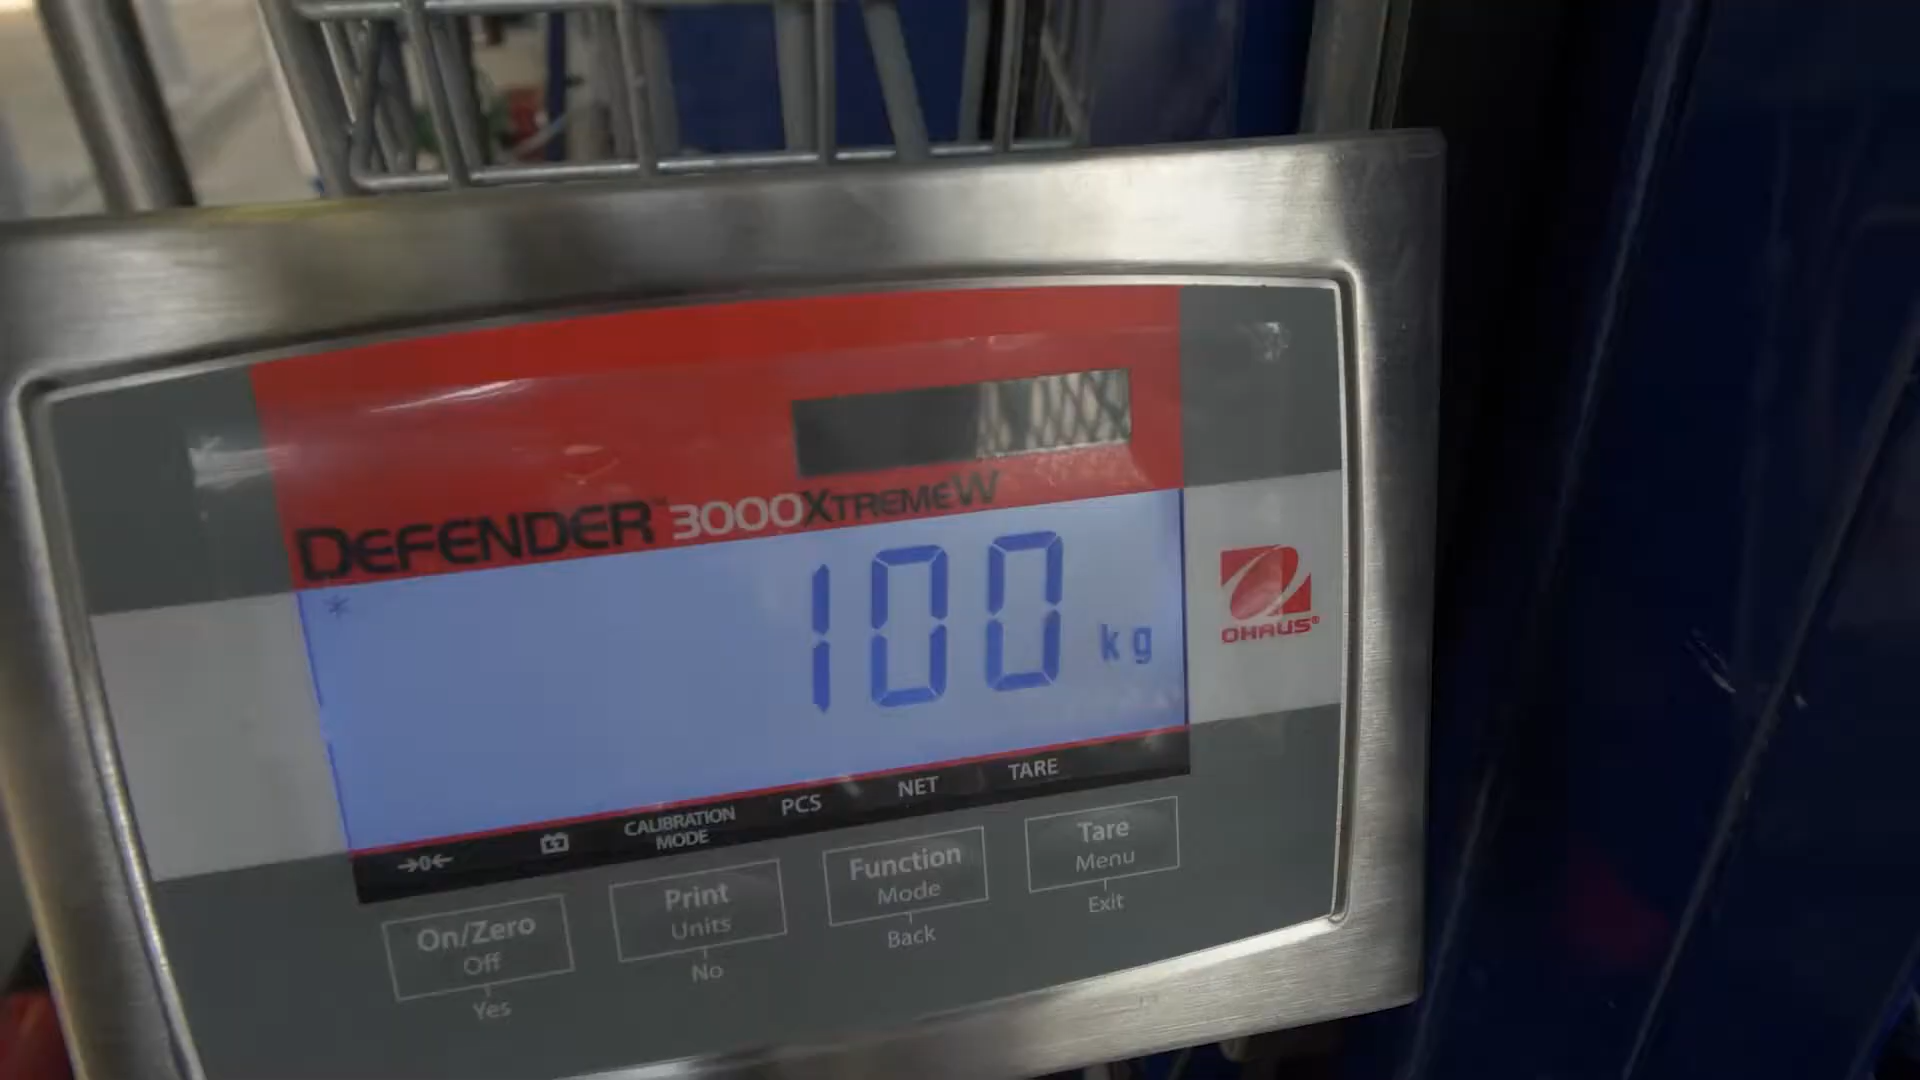 DEFENDER™ 3000XTREMEW
*
100 kg
OHAUS®
→0←
CALIBRATION
MODE
PCS
NET
TARE
On/Zero
Off
Yes
Print
Units
No
Function
Mode
Back
Tare
Menu
Exit